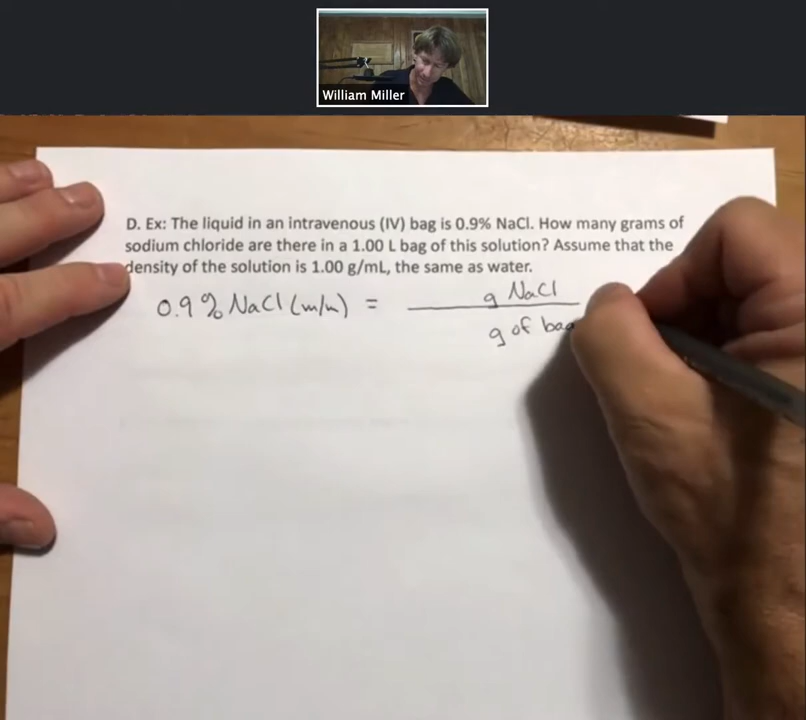 William Miller
D. Ex: The liquid in an intravenous (IV) bag is 0.9% NaCl. How many grams of
sodium chloride are there in a 1.00 L bag of this solution? Assume that the
density of the solution is 1.00 g/mL, the same as water.
0.9% NaCl (m/m) = g NaCl
g of bag